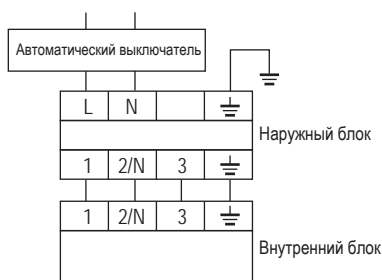 Автоматический выключатель
L N
Наружный блок
1 2/N 3
1 2/N 3
Внутренний блок